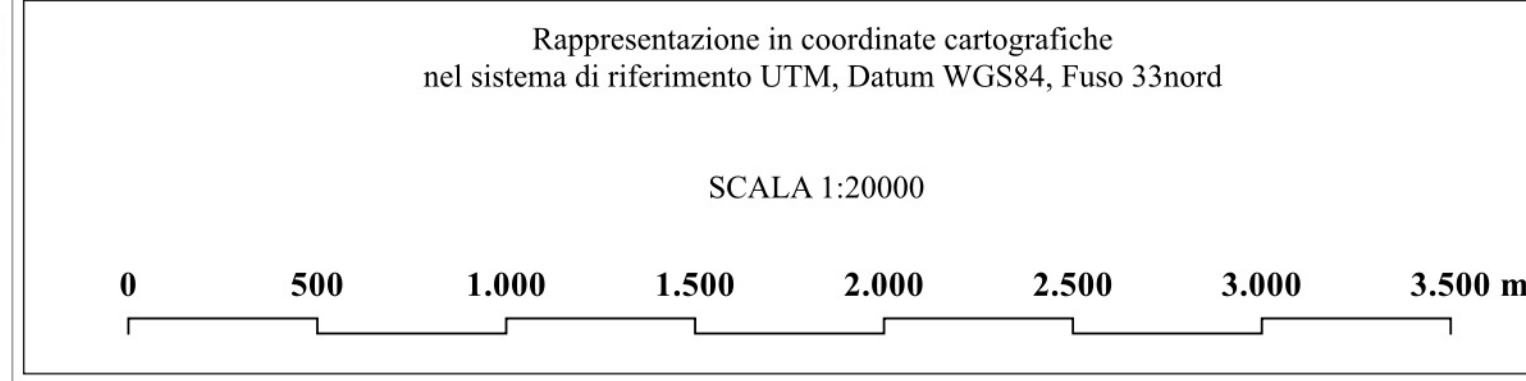 Rappresentazione in coordinate cartografiche
nel sistema di riferimento UTM, Datum WGS84, Fuso 33nord
SCALA 1:20000
0 500 1.000 1.500 2.000 2.500 3.000 3.500 m